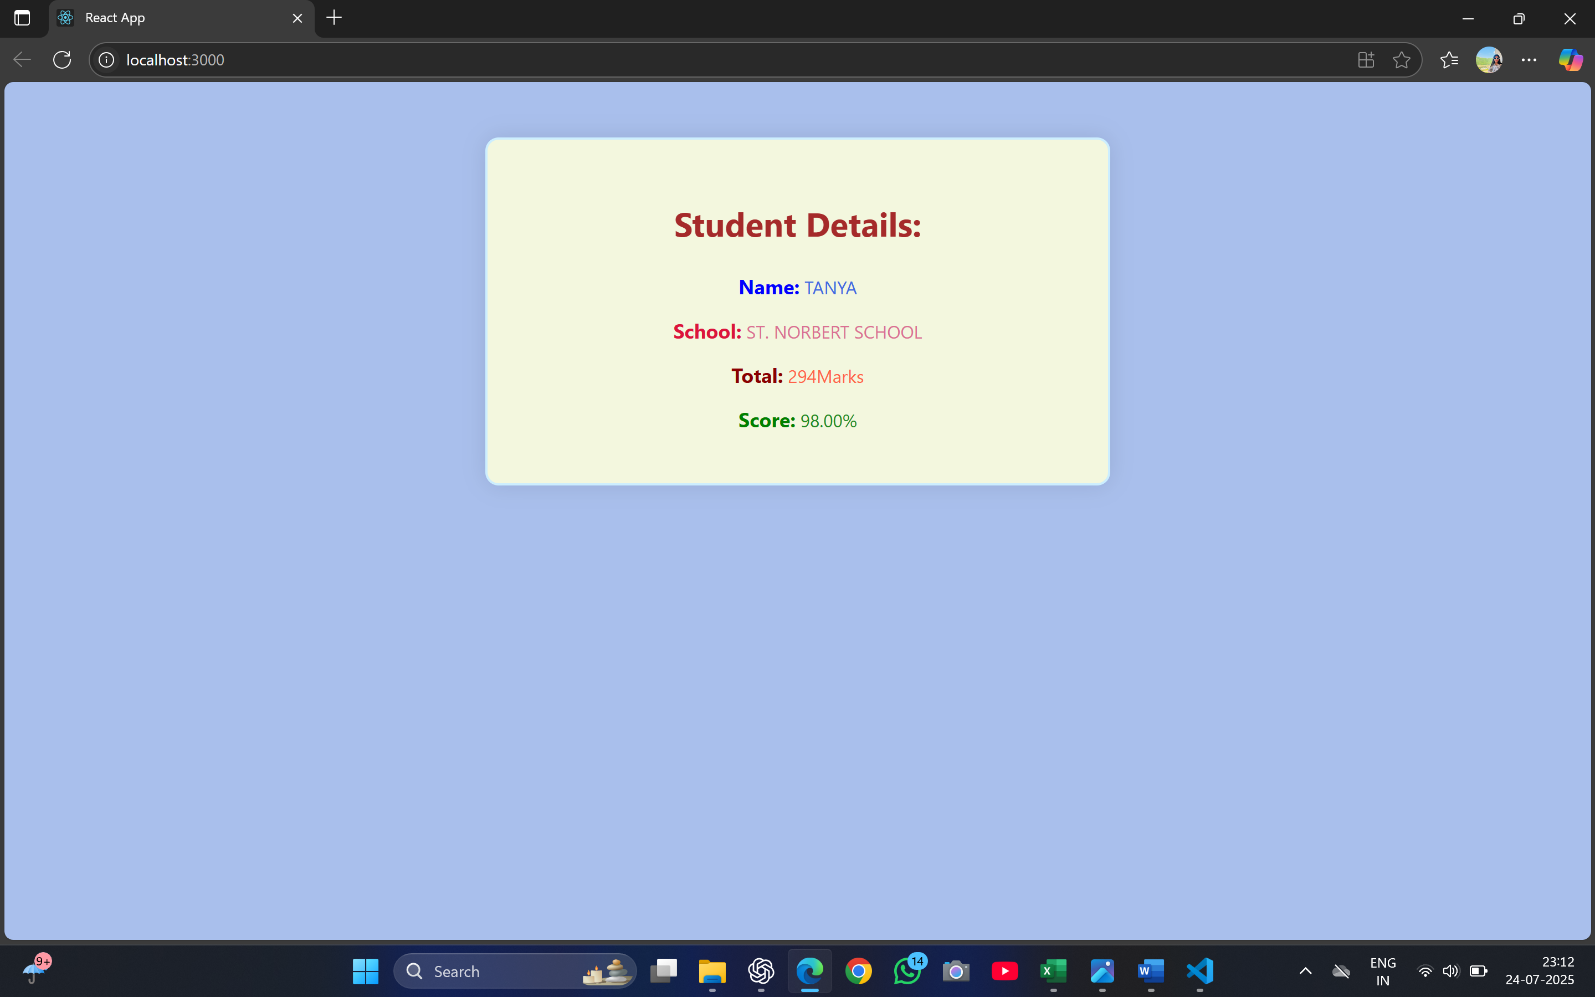 React App
localhost:3000
Student Details:
Name: TANYA
School: ST. NORBERT SCHOOL
Total: 294Marks
Score: 98.00%
9+
Search
14
ENG
IN
23:12
24-07-2025